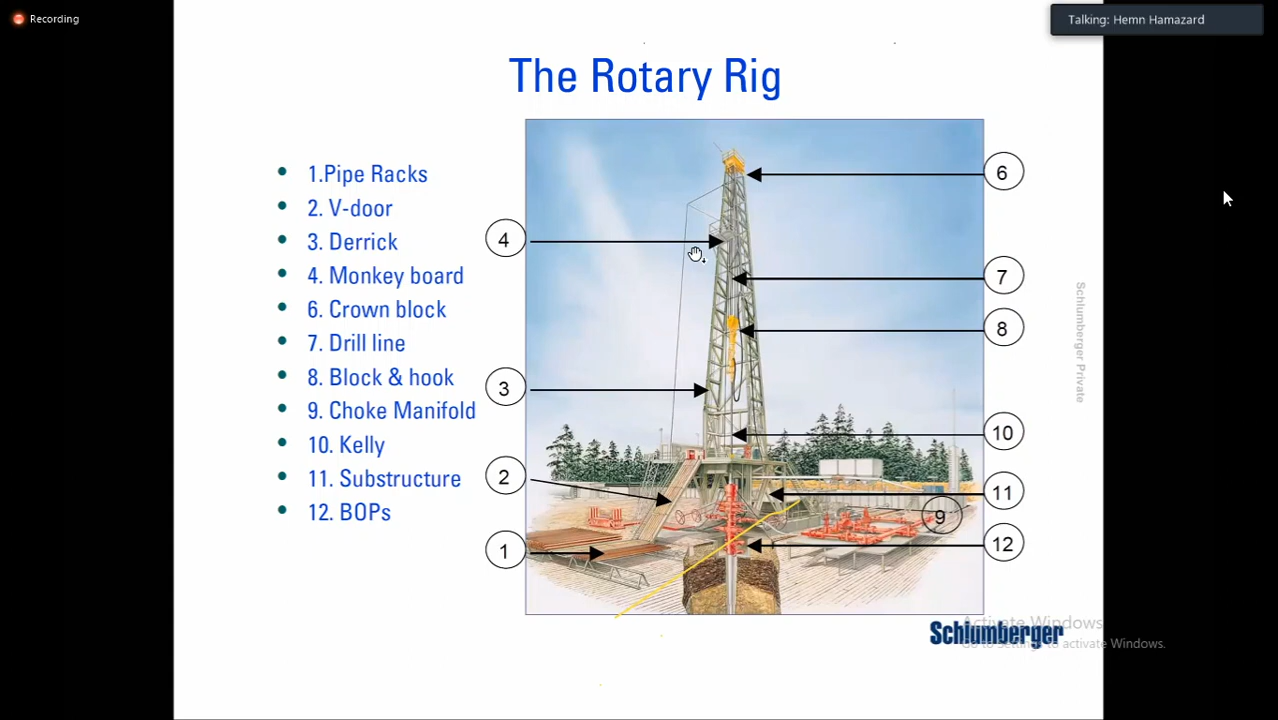 Recording
Talking: Hemn Hamazard
The Rotary Rig
1.Pipe Racks
2. V-door
3. Derrick
4. Monkey board
6. Crown block
7. Drill line
8. Block & hook
9. Choke Manifold
10. Kelly
11. Substructure
12. BOPs
6
4
7
8
3
10
2
11
9
12
1
Schlumberger Private
Activate Windows
Schlumberger
Go to Settings to activate Windows.